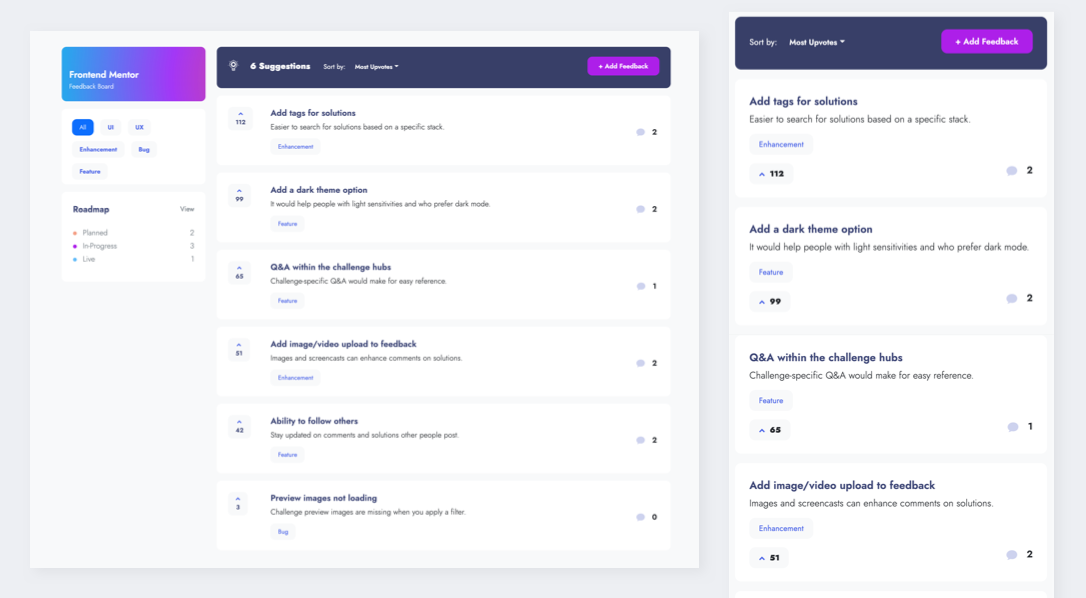 Frontend Mentor
Feedback Board
All UI UX
Enhancement Bug
Feature
Roadmap View
Planned 2
In-Progress 3
Live 1
6 Suggestions Sort by: Most Upvotes + Add Feedback
112 Add tags for solutions
Easier to search for solutions based on a specific stack.
Enhancement
2
99 Add a dark theme option
It would help people with light sensitivities and who prefer dark mode.
Feature
2
65 Q&A within the challenge hubs
Challenge-specific Q&A would make for easy reference.
Feature
1
51 Add image/video upload to feedback
Images and screencasts can enhance comments on solutions.
Enhancement
2
42 Ability to follow others
Stay updated on comments and solutions other people post.
Feature
2
3 Preview images not loading
Challenge preview images are missing when you apply a filter.
Bug
0
Sort by: Most Upvotes + Add Feedback
Add tags for solutions
Easier to search for solutions based on a specific stack.
Enhancement
112 2
Add a dark theme option
It would help people with light sensitivities and who prefer dark mode.
Feature
99 2
Q&A within the challenge hubs
Challenge-specific Q&A would make for easy reference.
Feature
65 1
Add image/video upload to feedback
Images and screencasts can enhance comments on solutions.
Enhancement
51 2